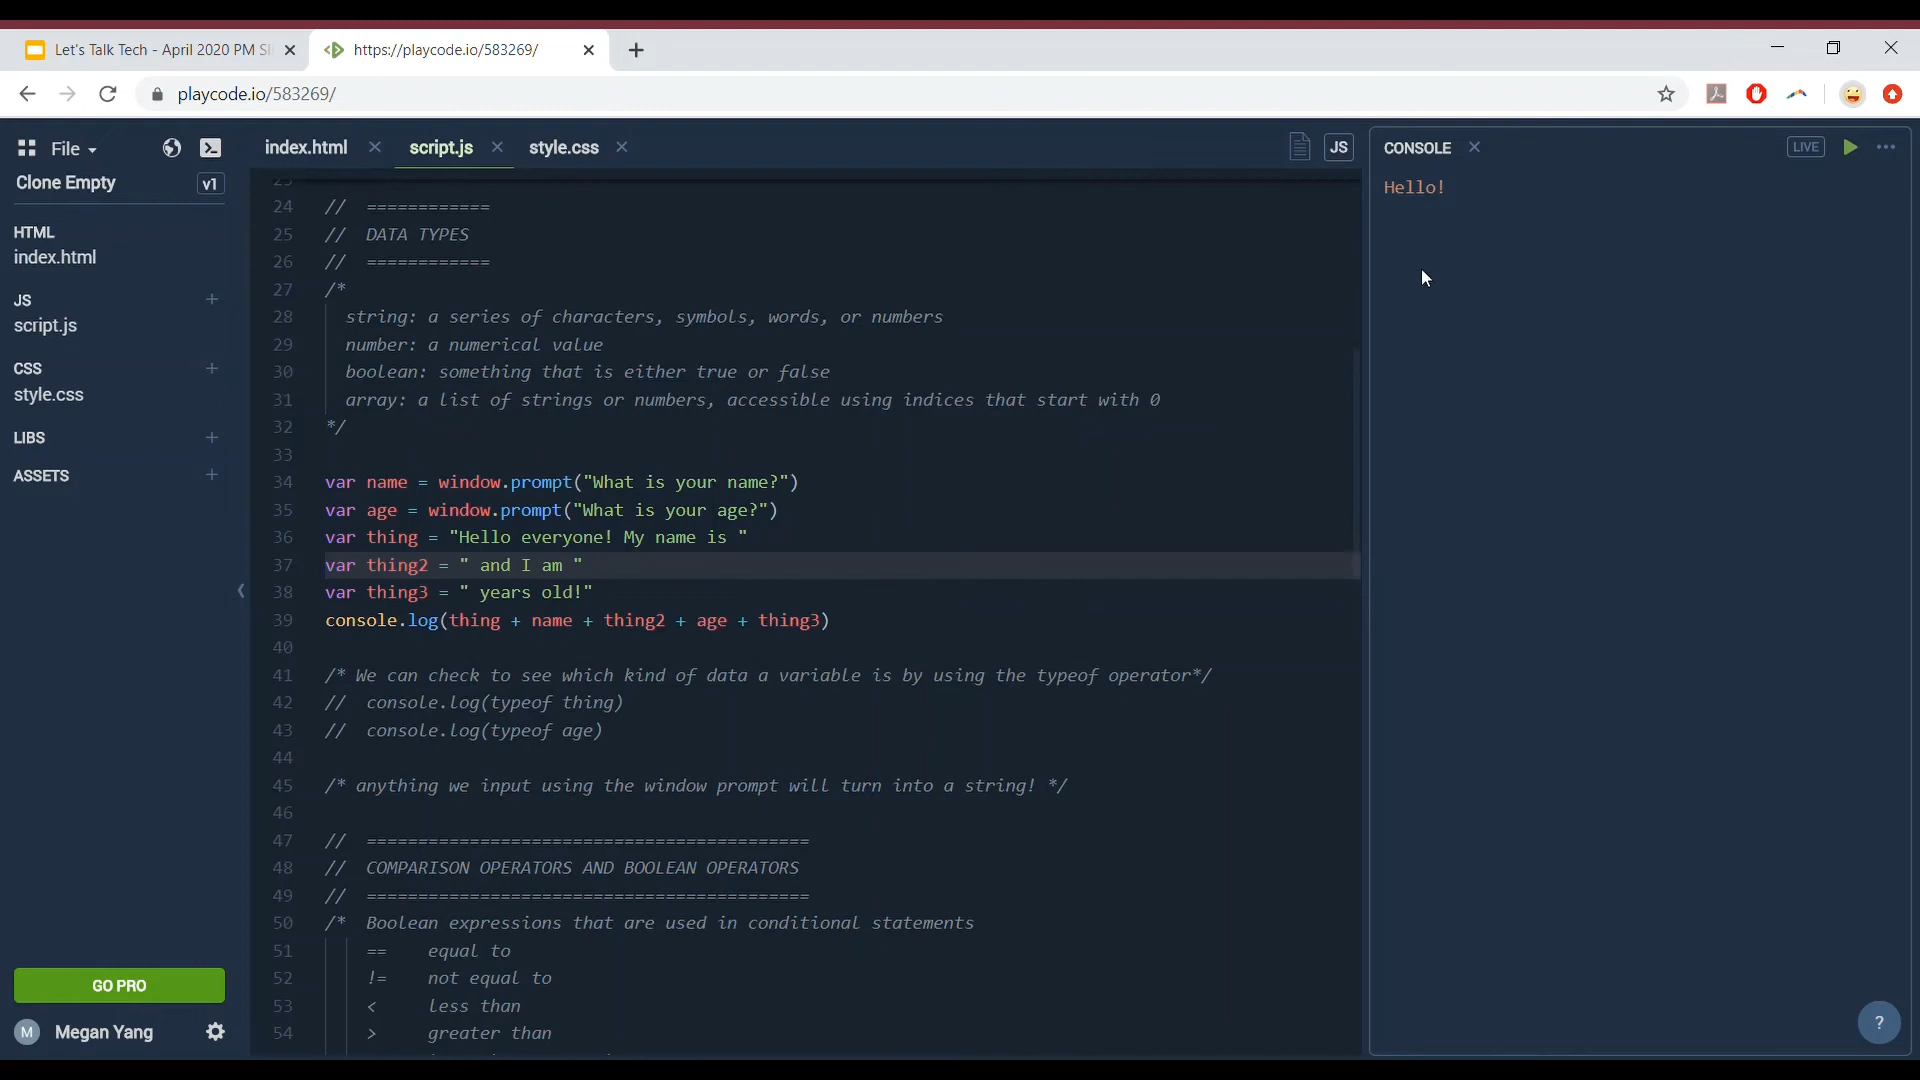 Let's Talk Tech - April 2020 PM Sl
https://playcode.io/583269/
playcode.io/583269/
File
Clone Empty
v1
HTML
index.html
JS
script.js
CSS
style.css
LIBS
ASSETS
GO PRO
M
Megan Yang
index.html
script.js
style.css
JS
24 // ============
25 // DATA TYPES
26 // ============
27 /*
28 string: a series of characters, symbols, words, or numbers
29 number: a numerical value
30 boolean: something that is either true or false
31 array: a list of strings or numbers, accessible using indices that start with 0
32 */
33
34 var name = window.prompt("What is your name?")
35 var age = window.prompt("What is your age?")
36 var thing = "Hello everyone! My name is "
37 var thing2 = " and I am "
38 var thing3 = " years old!"
39 console.log(thing + name + thing2 + age + thing3)
40
41 /* We can check to see which kind of data a variable is by using the typeof operator*/
42 // console.log(typeof thing)
43 // console.log(typeof age)
44
45 /* anything we input using the window prompt will turn into a string! */
46
47 // ===========================================
48 // COMPARISON OPERATORS AND BOOLEAN OPERATORS
49 // ===========================================
50 /* Boolean expressions that are used in conditional statements
51 == equal to
52 != not equal to
53 < less than
54 > greater than
CONSOLE
LIVE
Hello!
?